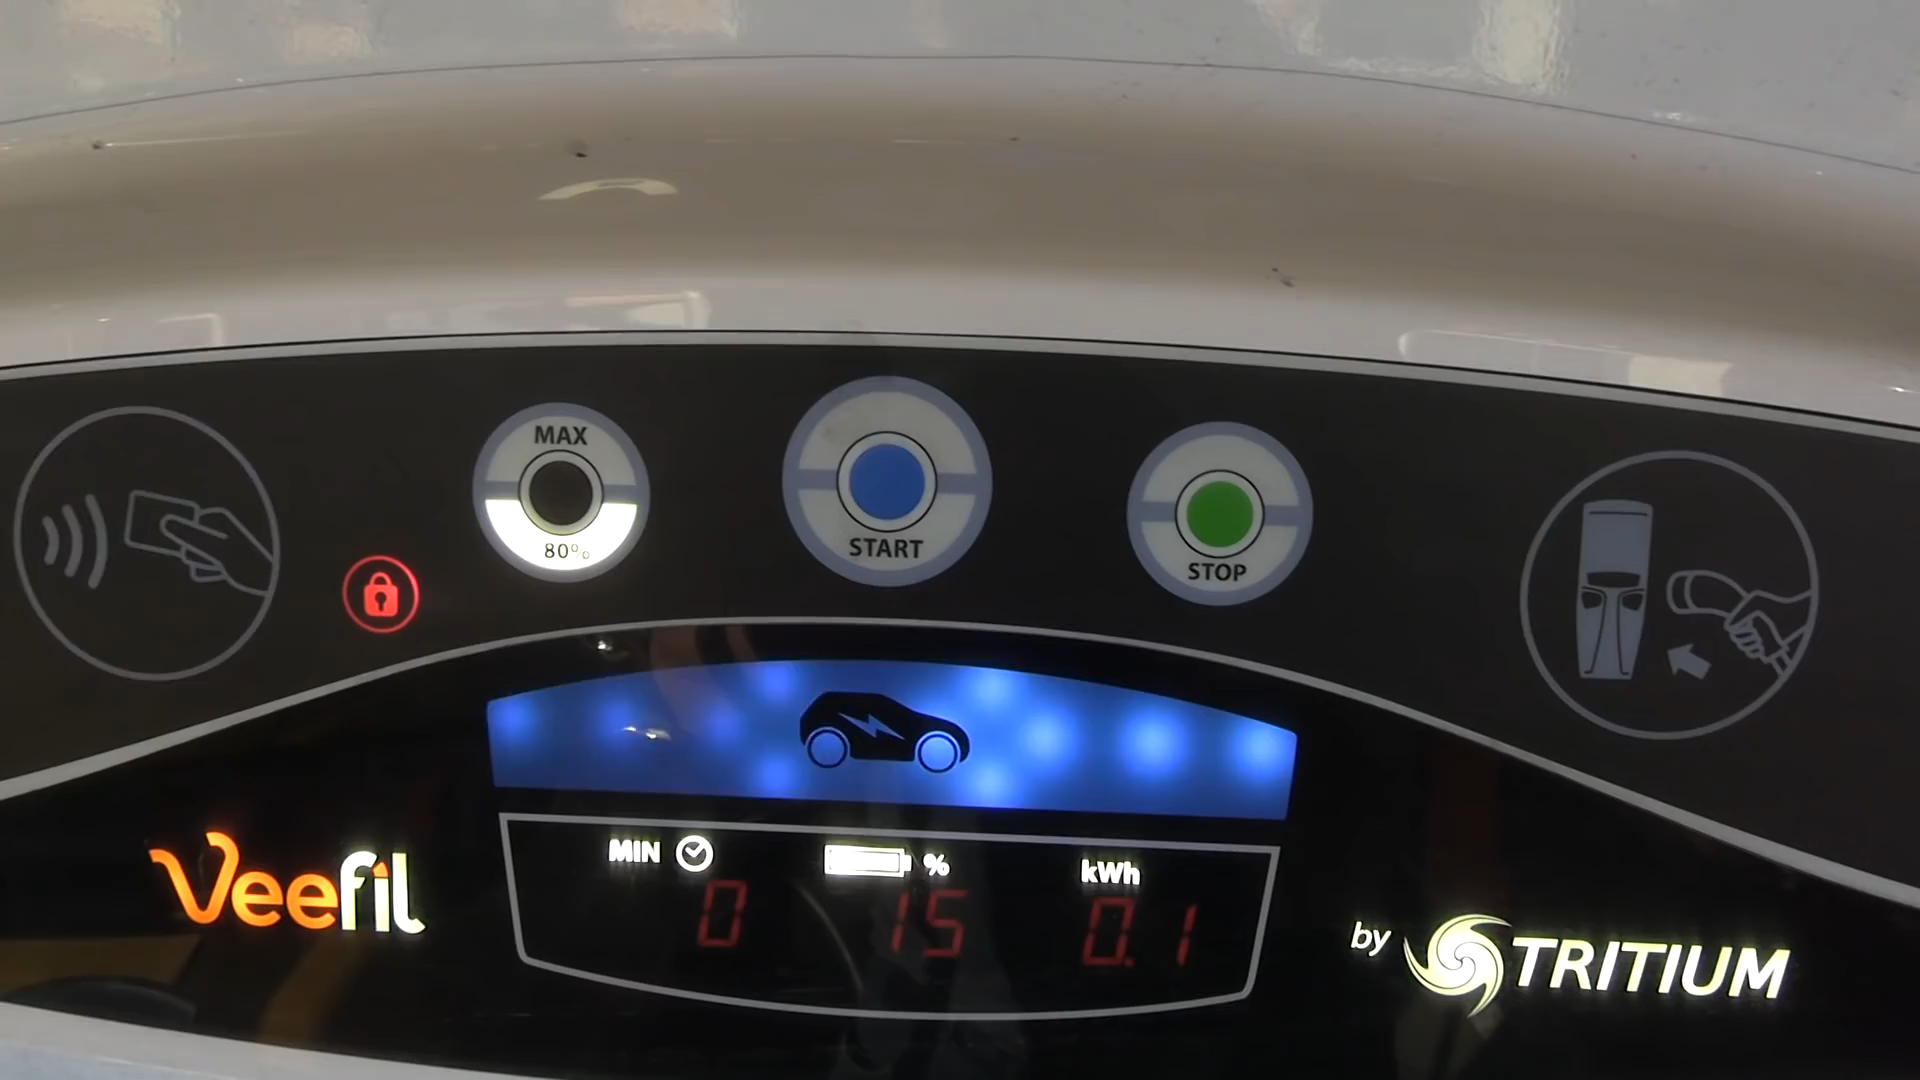 MAX
80%
START
STOP
MIN
%
kWh
0
15
0.1
Veefil
by TRITIUM